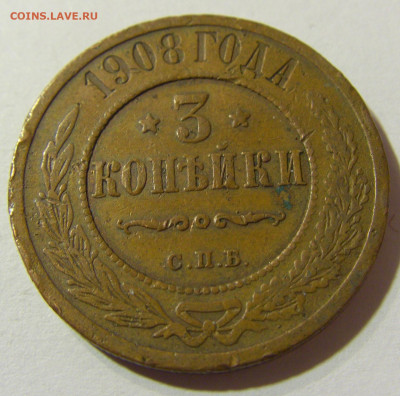 COINS.LAVE.RU
1908 ГОДА.
3
КОПѢЙКИ
С.П.Б.